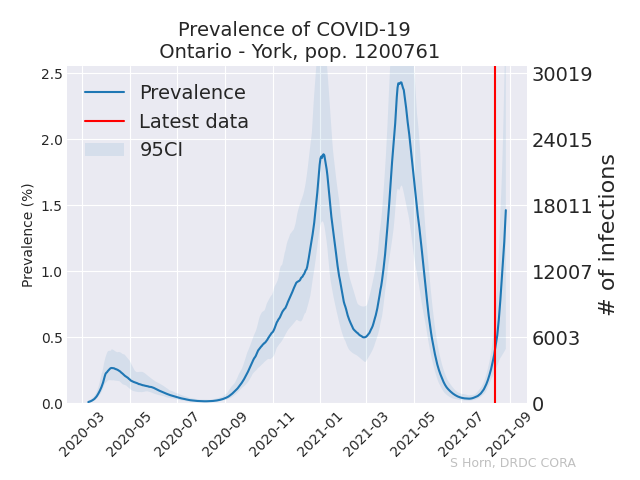 Prevalence of COVID-19
Ontario - York, pop. 1200761
Prevalence
Latest data
95CI
Prevalence (%)
2.5
2.0
1.5
1.0
0.5
0.0
30019
24015
18011
12007
6003
0
# of infections
2020-03
2020-05
2020-07
2020-09
2020-11
2021-01
2021-03
2021-05
2021-07
2021-09
S Horn, DRDC CORA